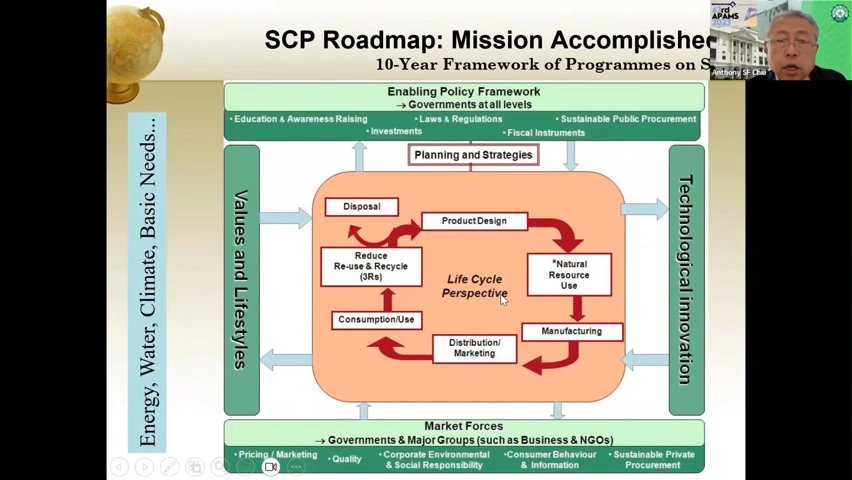 SCP Roadmap: Mission Accomplished
10-Year Framework of Programmes on S
rd
APAMS
2023
Anthony SF Chiu
Enabling Policy Framework
→ Governments at all levels
• Education & Awareness Raising • Laws & Regulations • Sustainable Public Procurement
• Investments • Fiscal Instruments
Planning and Strategies
Energy, Water, Climate, Basic Needs...
Values and Lifestyles
Technological innovation
Disposal
Product Design
Reduce
Re-use & Recycle
(3Rs)
*Natural
Resource
Use
Life Cycle
Perspective
Consumption/Use
Manufacturing
Distribution/
Marketing
Market Forces
→ Governments & Major Groups (such as Business & NGOs)
• Pricing / Marketing
• Quality
• Corporate Environmental
& Social Responsibility
• Consumer Behaviour
& Information
• Sustainable Private
Procurement